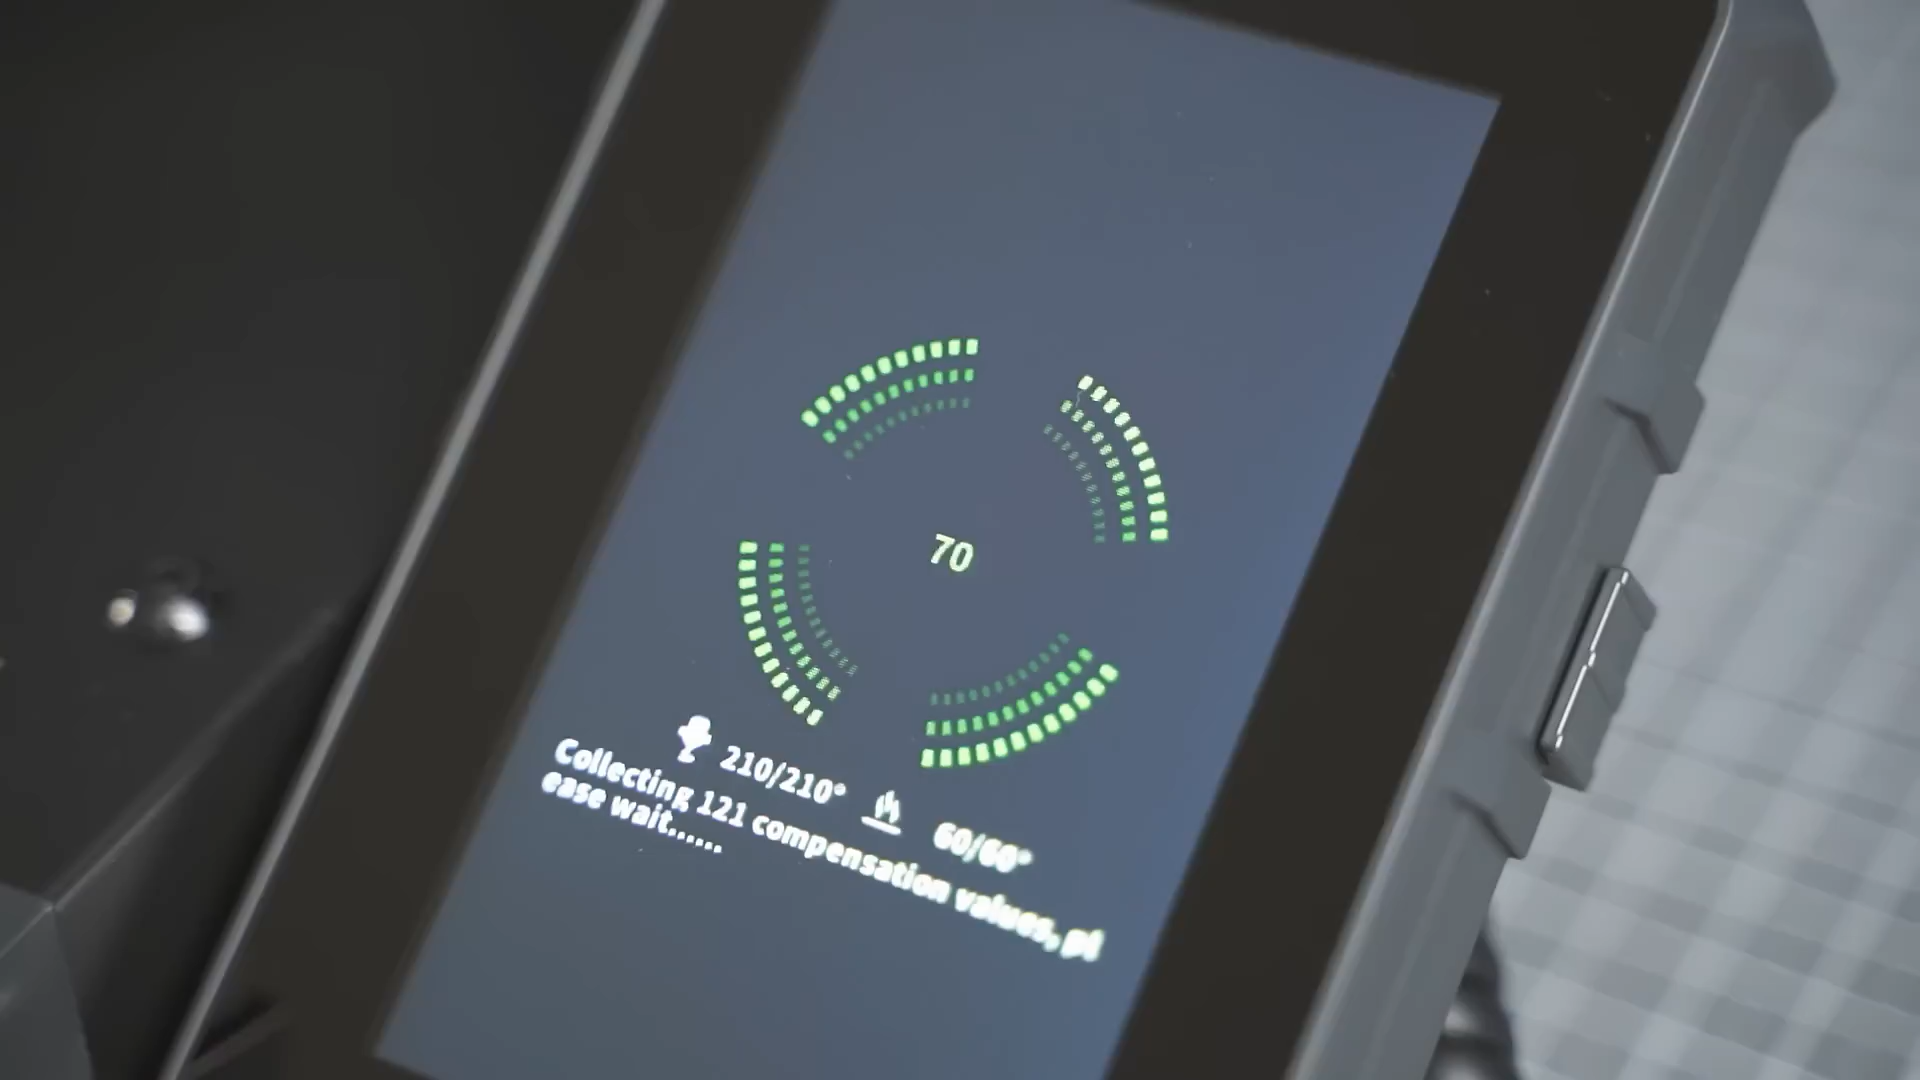 70
210/210° 60/60°
Collecting 121 compensation values, pl
ease wait......